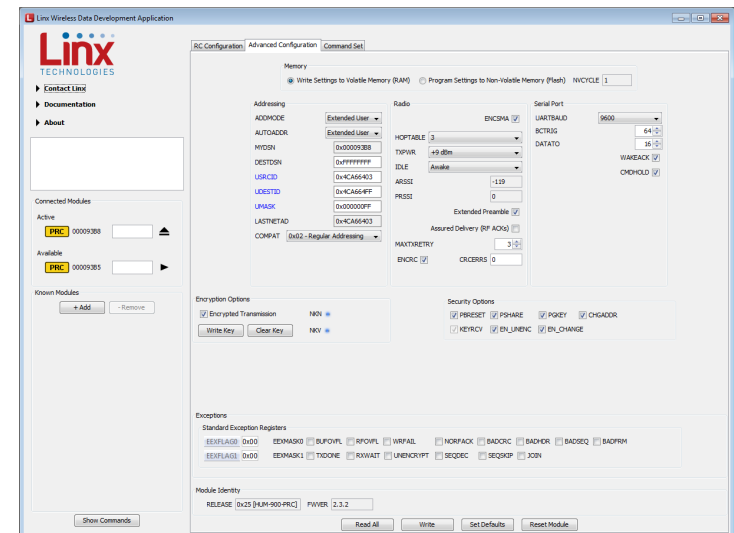 Linx Wireless Data Development Application
Linx
TECHNOLOGIES
Contact Linx
Documentation
About
Connected Modules
Active
PRC 000093B8
Available
PRC 000093B5
Known Modules
+ Add - Remove
Show Commands
RC Configuration Advanced Configuration Command Set
Memory
Write Settings to Volatile Memory (RAM) Program Settings to Non-Volatile Memory (Flash) NVCYCLE 1
Addressing
ADDMODE Extended User
AUTOADDR Extended User
MYDSN 0x000093B8
DESTDSN 0xFFFFFFFF
USRCID 0x4CA66403
UDESTID 0x4CA664FF
UMASK 0x000000FF
LASTNETAD 0x4CA66403
COMPAT 0x02 - Regular Addressing
Radio
ENCSMA
HOPTABLE 3
TXPWR +9 dBm
IDLE Awake
ARSSI -119
PRSSI 0
Extended Preamble
Assured Delivery (RF ACKs)
MAXTXRETRY 3
ENCRC CRCERRS 0
Serial Port
UARTBAUD 9600
BCTRIG 64
DATATO 16
WAKEACK
CMDHOLD
Encryption Options
Encrypted Transmission NKN
Write Key Clear Key NKV
Security Options
PBRESET PSHARE PGKEY CHGADDR
KEYRCV EN_UNENC EN_CHANGE
Exceptions
Standard Exception Registers
EEXFLAG0 0x00 EEXMASK0 BUFOVFL RFOVFL WRFAIL NORFACK BADCRC BADHDR BADSEQ BADFRM
EEXFLAG1 0x00 EEXMASK1 TXDONE RXWAIT UNENCRYPT SEQDEC SEQSKIP JOIN
Module Identity
RELEASE 0x25 [HUM-900-PRC] FWVER 2.3.2
Read All Write Set Defaults Reset Module